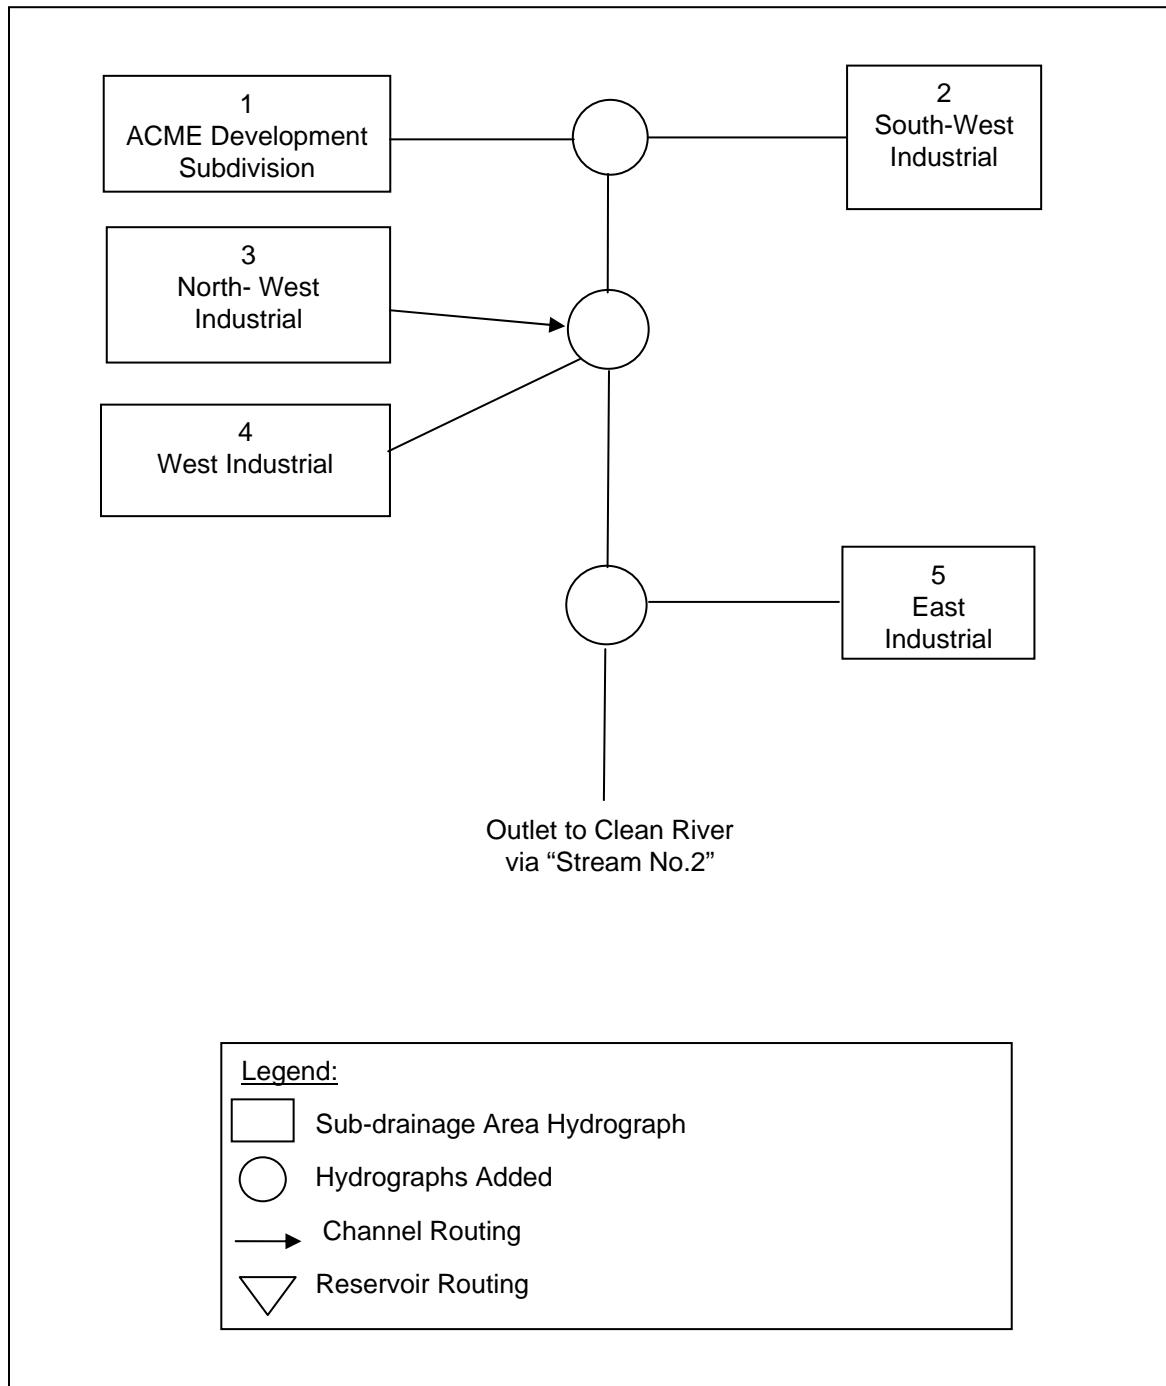 1
ACME Development
Subdivision
2
South-West
Industrial
3
North- West
Industrial
4
West Industrial
5
East
Industrial
Outlet to Clean River
via “Stream No.2”
Legend:
Sub-drainage Area Hydrograph
Hydrographs Added
Channel Routing
Reservoir Routing